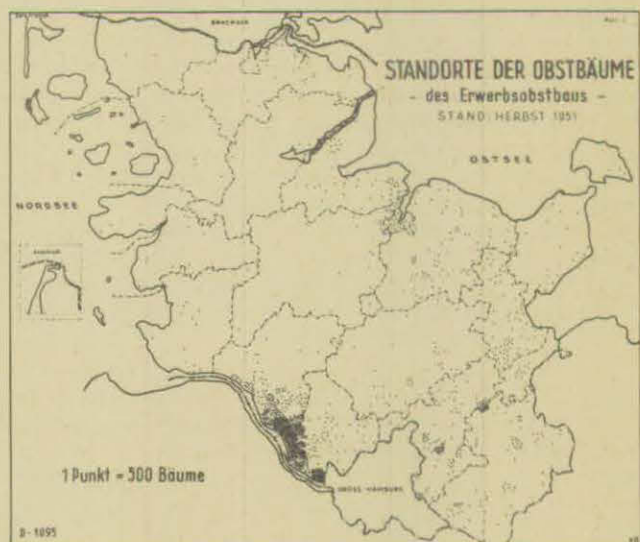 STANDORTE DER OBSTBÄUME
- des Erwerbsobstbaus -
STAND: HERBST 1951
OSTSEE
NORDSEE
1 Punkt = 500 Bäume
GROSS-HAMBURG
D-1095